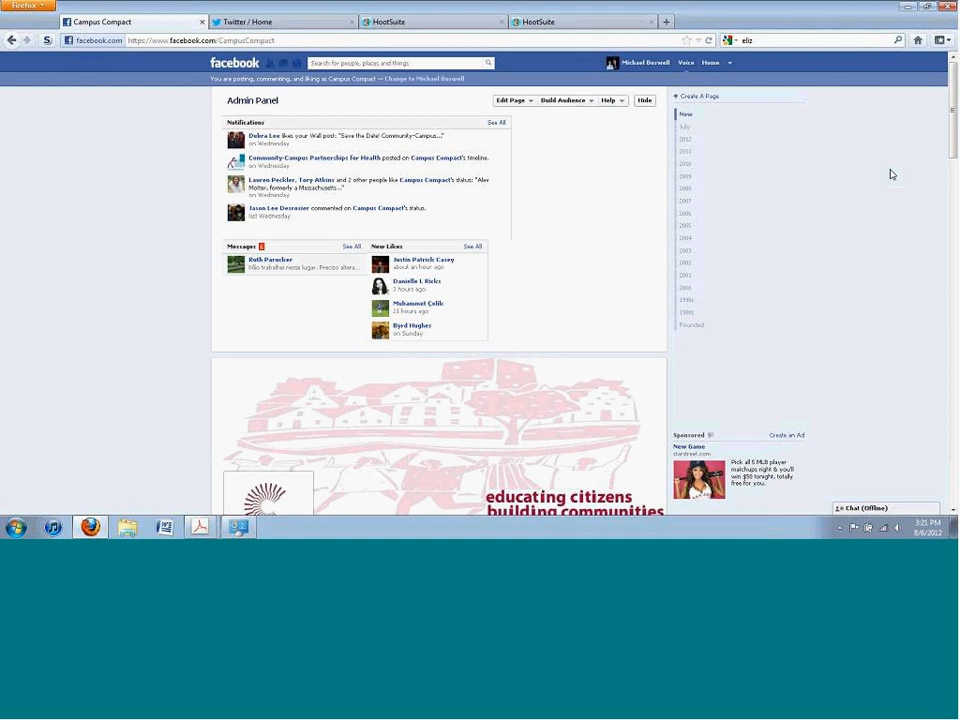 Firefox
Campus Compact
Twitter / Home
HootSuite
HootSuite
facebook.com
https://www.facebook.com/CampusCompact
eliz
facebook
Search for people, places and things
Michael Boswell
Voice
Home
You are posting, commenting, and liking as Campus Compact — Change to Michael Boswell
Admin Panel
Edit Page
Build Audience
Help
Hide
Notifications
See All
Debra Lee likes your Wall post: "Save the Date! Community-Campus..."
on Wednesday
Community-Campus Partnerships for Health posted on Campus Compact's timeline.
on Wednesday
Lauren Peckler, Tory Atkins and 2 other people like Campus Compact's status: "Alex
Motter, formerly a Massachusetts..."
on Wednesday
Jason Lee Desrosier commented on Campus Compact's status.
last Wednesday
Messages
See All
Ruth Parucker
Não trabalhei nesse lugar. Preciso altera...
New Likes
See All
Justin Patrick Casey
about an hour ago
Danielle L Ricks
3 hours ago
Muhammet Çelik
21 hours ago
Byrd Hughes
on Sunday
educating citizens
building communities
+ Create A Page
Now
July
2012
2011
2010
2009
2008
2007
2006
2005
2004
2003
2002
2001
2000
1990s
1980s
Founded
Sponsored
Create an Ad
New Game
starstreet.com
Pick all 5 MLB player
matchups right & you'll
win $50 tonight, totally
free for you.
Chat (Offline)
3:21 PM
8/6/2012